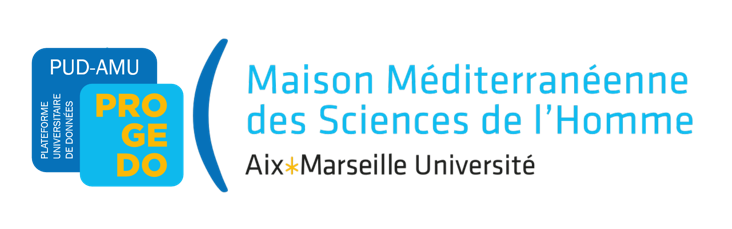 PUD-AMU
PLATEFORME
UNIVERSITAIRE
DE DONNÉES
PRO
GE
DO
Maison Méditerranéenne
des Sciences de l'Homme
Aix*Marseille Université